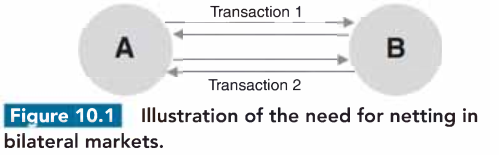 Transaction 1
A
B
Transaction 2
Figure 10.1 Illustration of the need for netting in
bilateral markets.